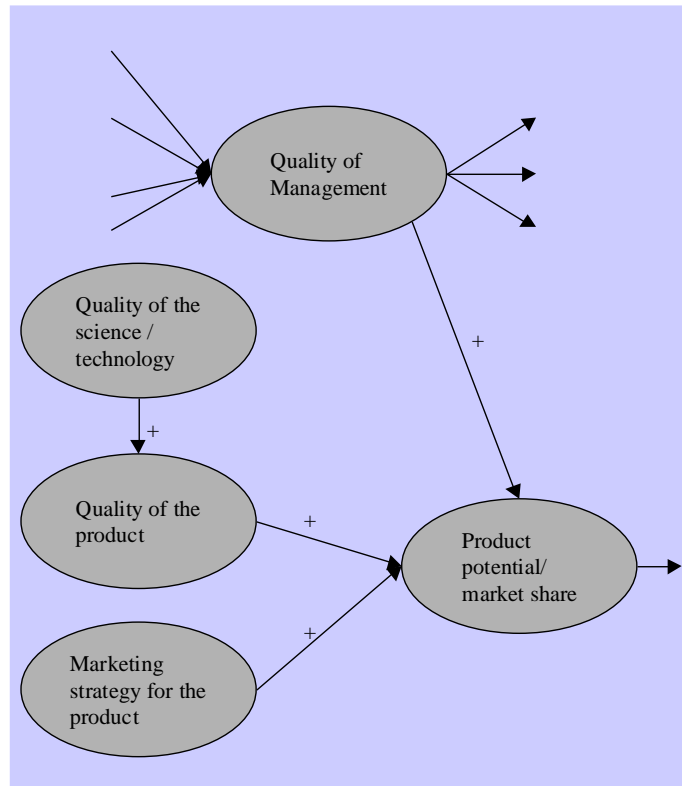 Quality of
Management
Quality of the
science /
technology
+
+
Quality of the
product
+
Product
potential/
market share
+
Marketing
strategy for the
product